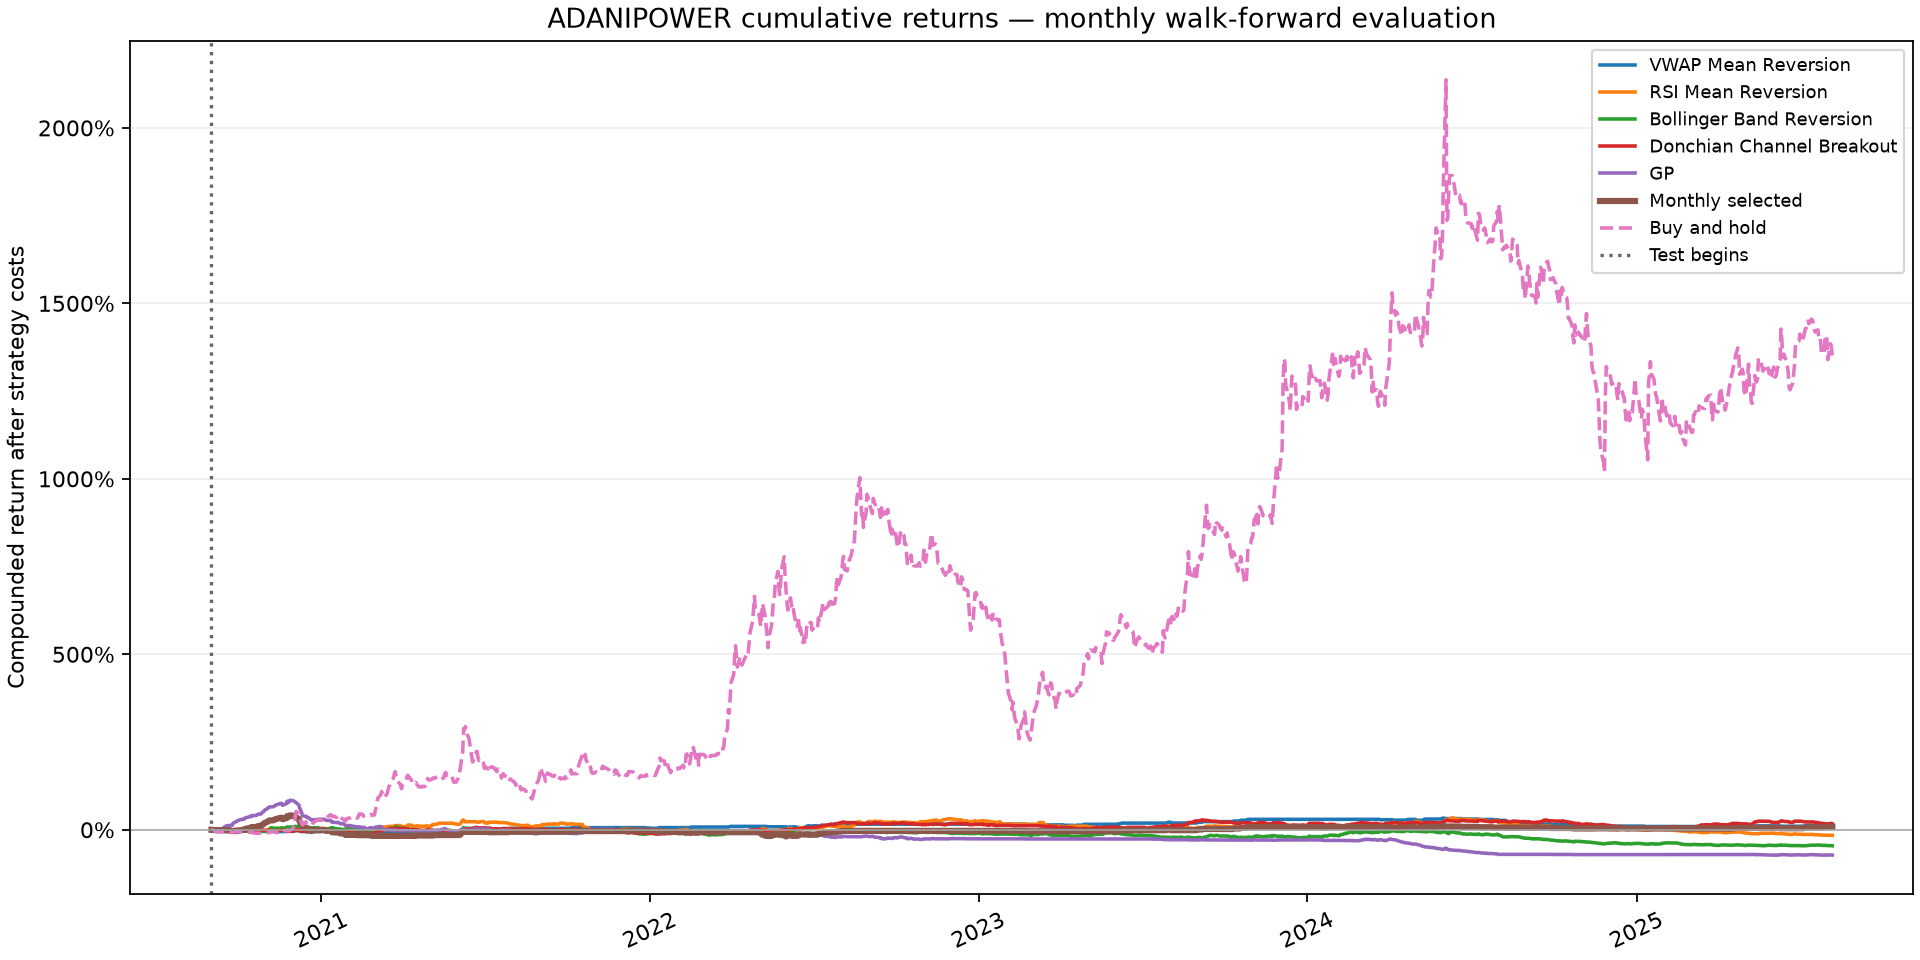 ADANIPOWER cumulative returns — monthly walk-forward evaluation
Compounded return after strategy costs
2000%
1500%
1000%
500%
0%
2021
2022
2023
2024
2025
VWAP Mean Reversion
RSI Mean Reversion
Bollinger Band Reversion
Donchian Channel Breakout
GP
Monthly selected
Buy and hold
Test begins